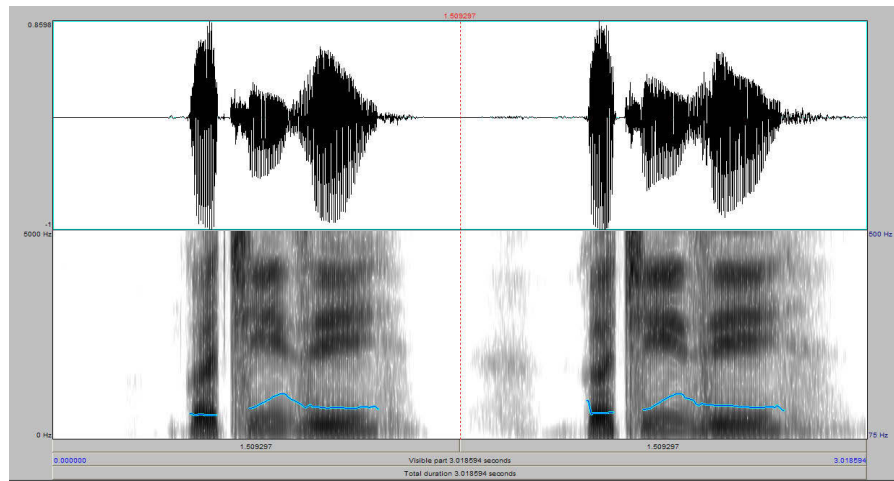 1.509297
0.8598
-1
5000 Hz
500 Hz
0 Hz
75 Hz
1.509297
1.509297
0.000000
Visible part 3.018594 seconds
3.018594
Total duration 3.018594 seconds